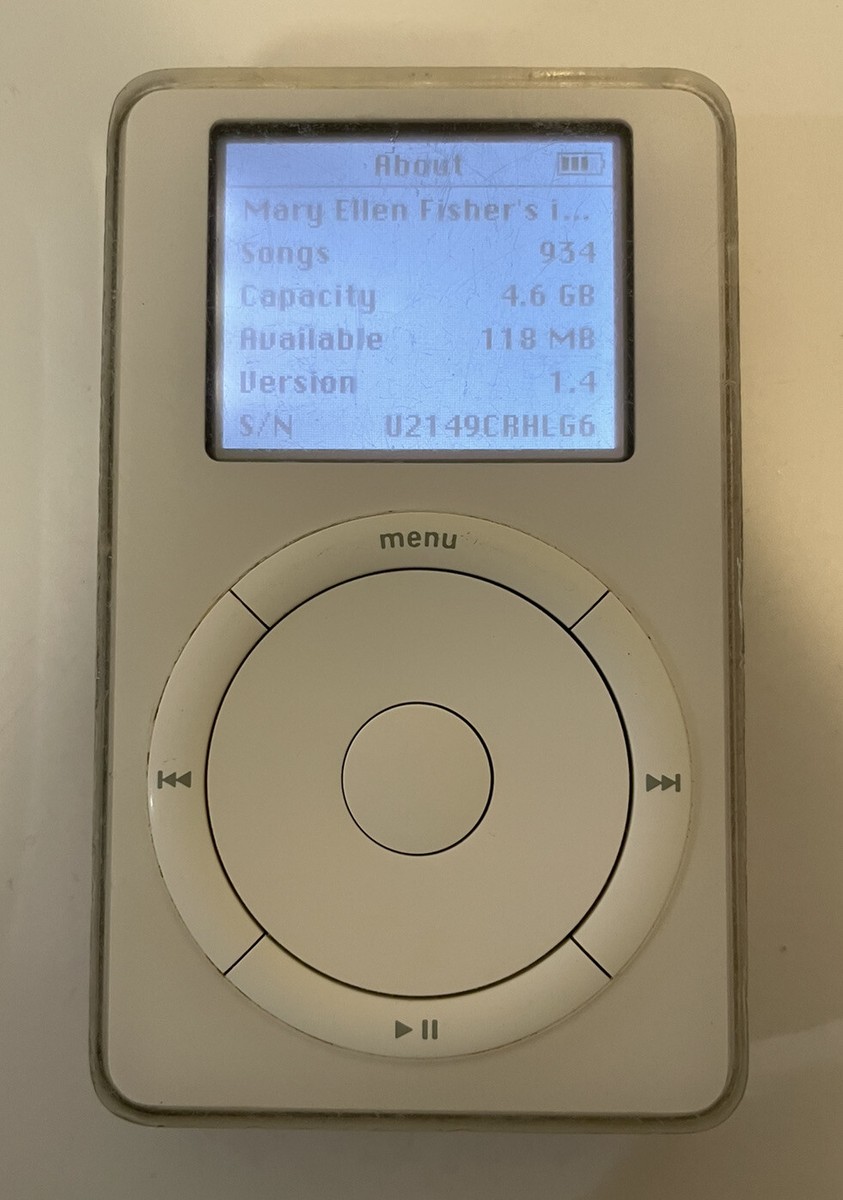 About
Mary Ellen Fisher's i...
Songs 934
Capacity 4.6 GB
Available 118 MB
Version 1.4
S/N U2149CRHLG6
menu